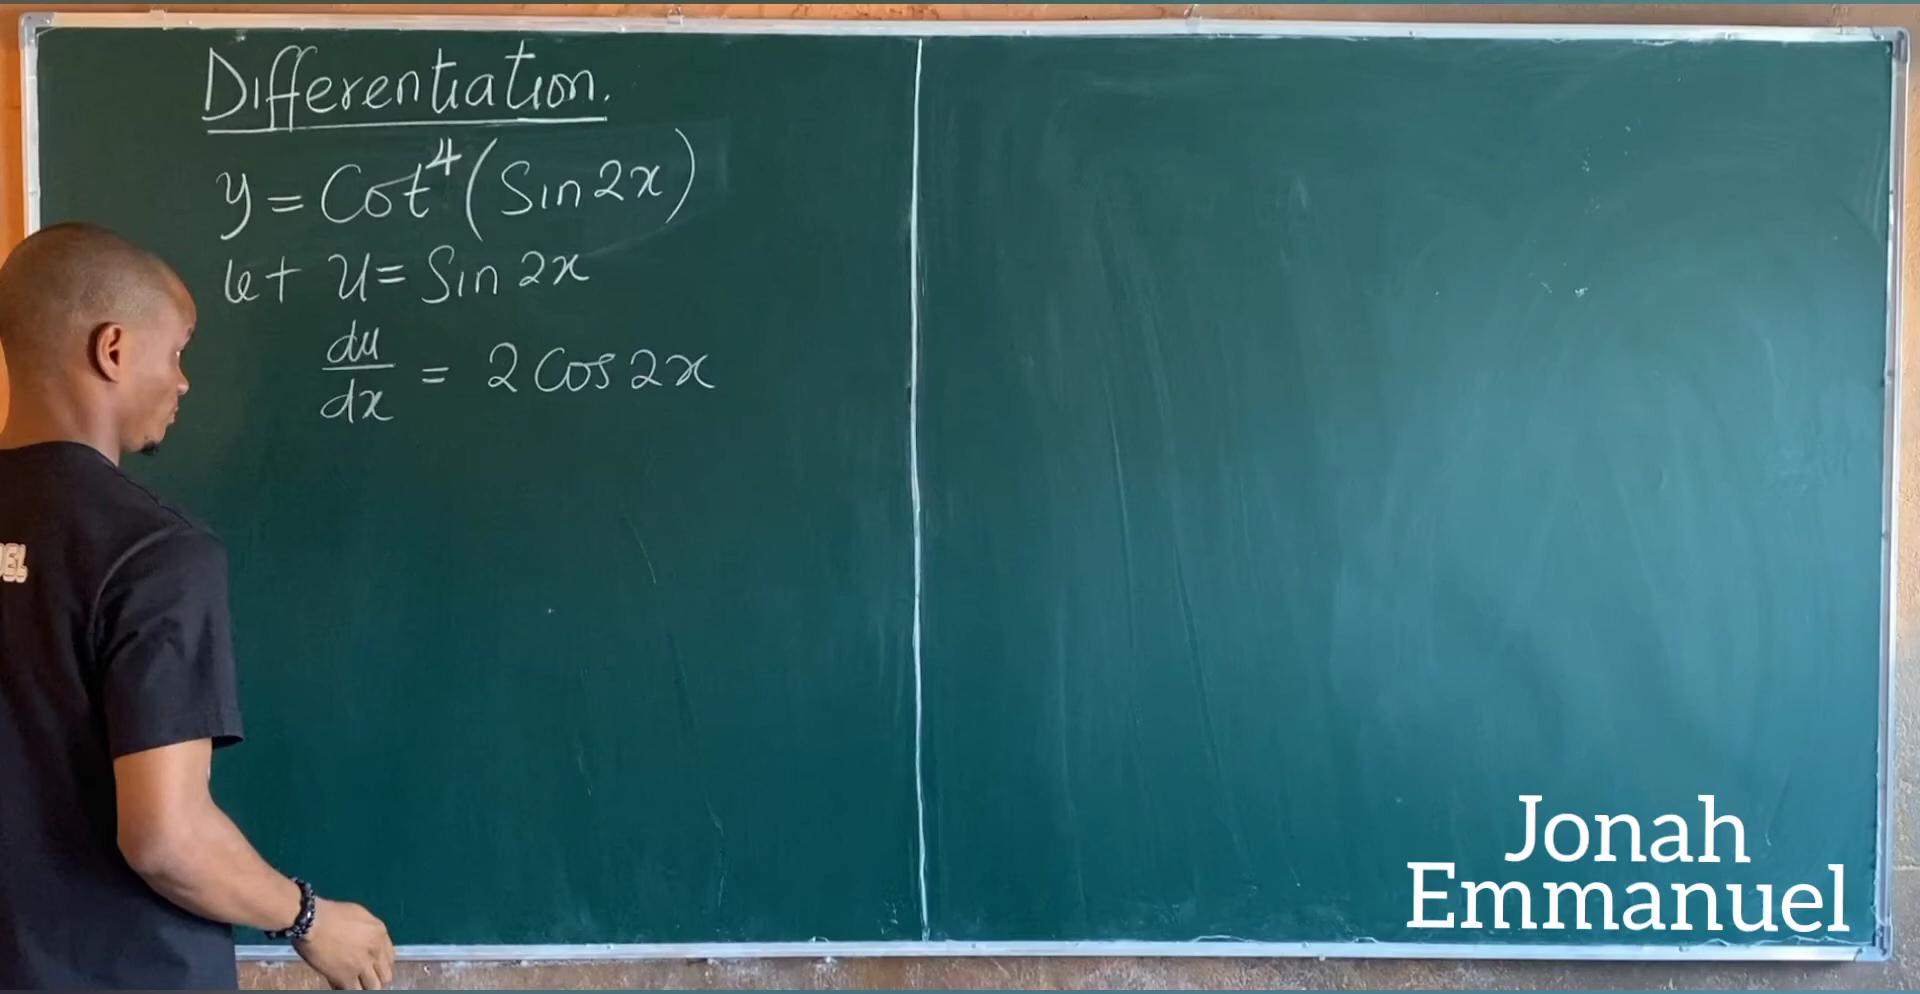 Differentiation.
y = Cot⁴(Sin2x)
let u = Sin 2x
du/dx = 2 Cos 2x
Jonah
Emmanuel